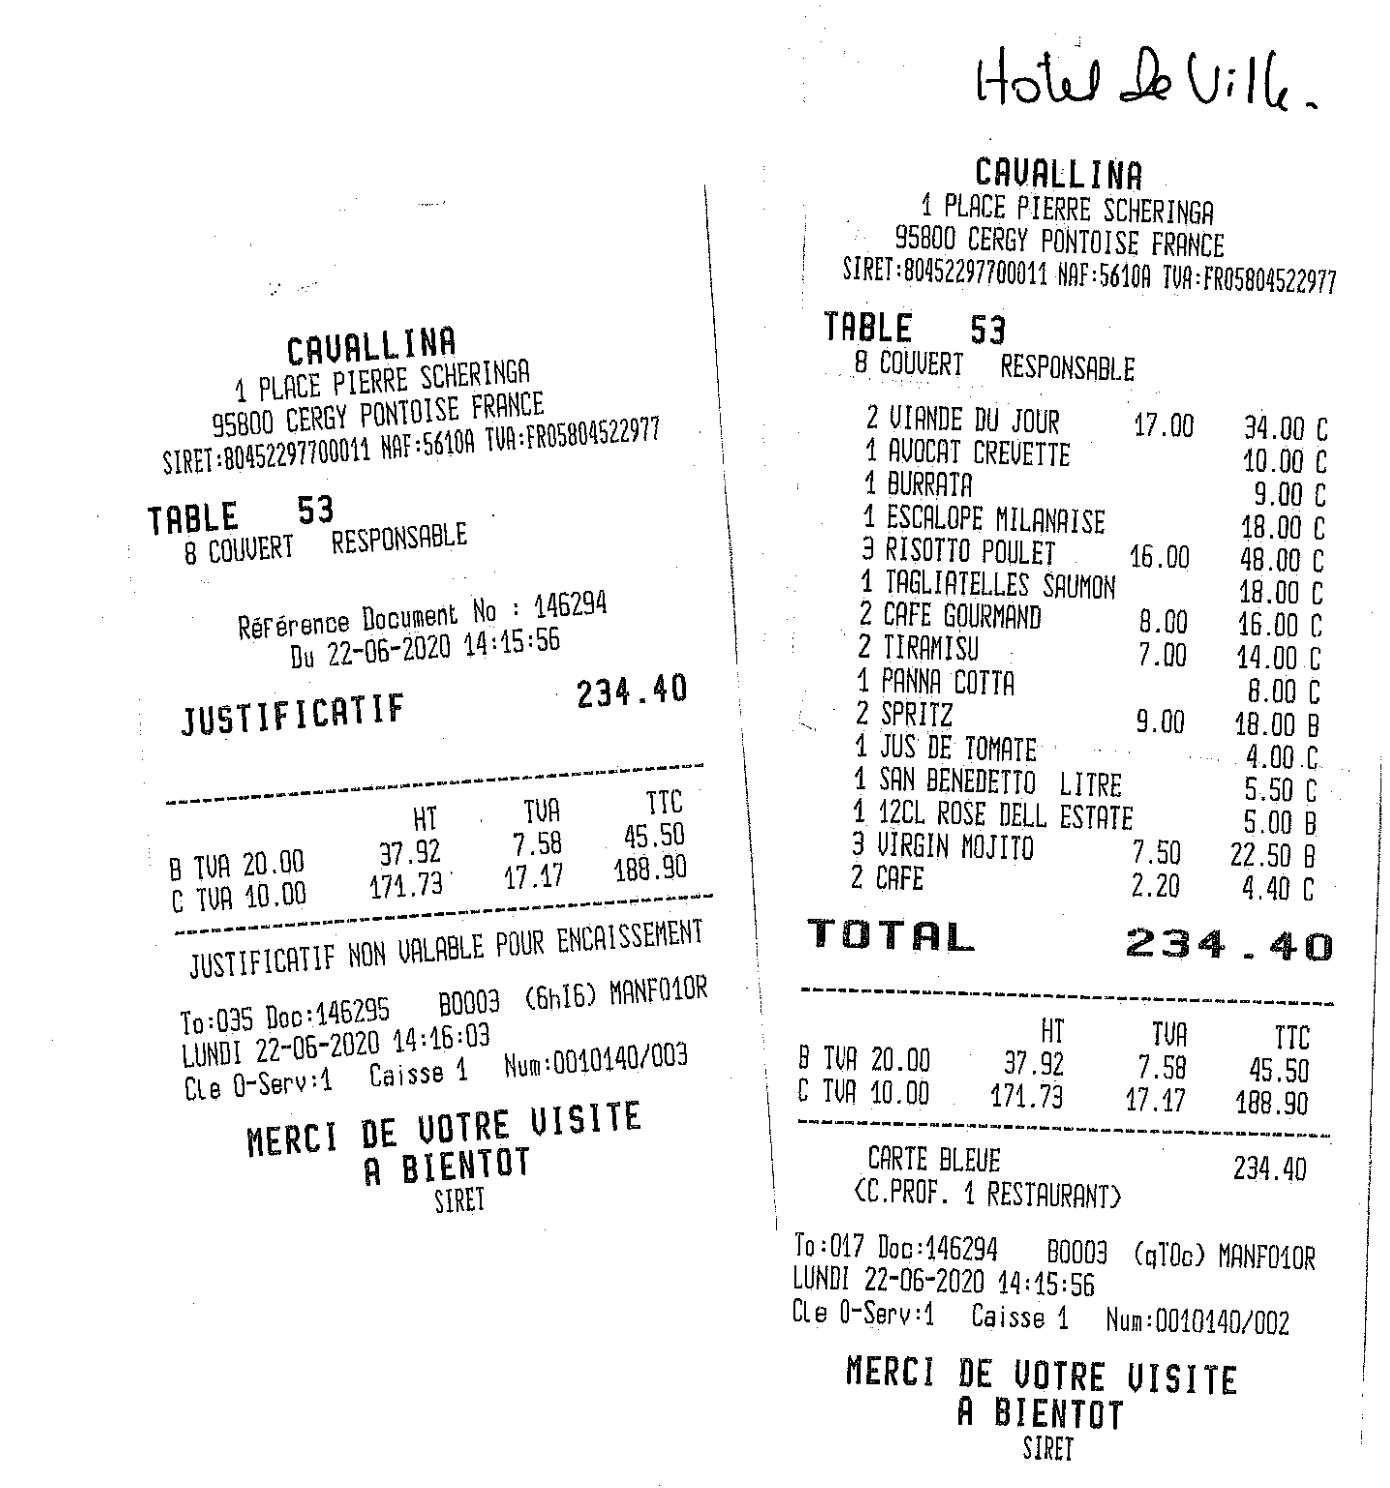 CAVALLINA
1 PLACE PIERRE SCHERINGA
95800 CERGY PONTOISE FRANCE
SIRET:80452297700011 NAF:5610A TVA:FR05804522977
TABLE 53
8 COUVERT RESPONSABLE
Référence Document No : 146294
Du 22-06-2020 14:15:56
JUSTIFICATIF 234.40
HT TVA TTC
B TVA 20.00 37.92 7.58 45.50
C TVA 10.00 171.73 17.17 188.90
JUSTIFICATIF NON VALABLE POUR ENCAISSEMENT
To:035 Doc:146295 B0003 (6hI6) MANF010R
LUNDI 22-06-2020 14:16:03
Cle 0-Serv:1 Caisse 1 Num:0010140/003
MERCI DE VOTRE VISITE
A BIENTOT
SIRET
Hotel De Ville.
CAVALLINA
1 PLACE PIERRE SCHERINGA
95800 CERGY PONTOISE FRANCE
SIRET:80452297700011 NAF:5610A TVA:FR05804522977
TABLE 53
8 COUVERT RESPONSABLE
2 VIANDE DU JOUR 17.00 34.00 C
1 AVOCAT CREVETTE 10.00 C
1 BURRATA 9.00 C
1 ESCALOPE MILANAISE 18.00 C
3 RISOTTO POULET 16.00 48.00 C
1 TAGLIATELLES SAUMON 18.00 C
2 CAFE GOURMAND 8.00 16.00 C
2 TIRAMISU 7.00 14.00 C
1 PANNA COTTA 8.00 C
2 SPRITZ 9.00 18.00 B
1 JUS DE TOMATE 4.00 C
1 SAN BENEDETTO LITRE 5.50 C
1 12CL ROSE DELL ESTATE 5.00 B
3 VIRGIN MOJITO 7.50 22.50 B
2 CAFE 2.20 4.40 C
TOTAL 234.40
HT TVA TTC
B TVA 20.00 37.92 7.58 45.50
C TVA 10.00 171.73 17.17 188.90
CARTE BLEUE 234.40
(C.PROF. 1 RESTAURANT)
To:017 Doc:146294 B0003 (qT0c) MANF010R
LUNDI 22-06-2020 14:15:56
Cle 0-Serv:1 Caisse 1 Num:0010140/002
MERCI DE VOTRE VISITE
A BIENTOT
SIRET